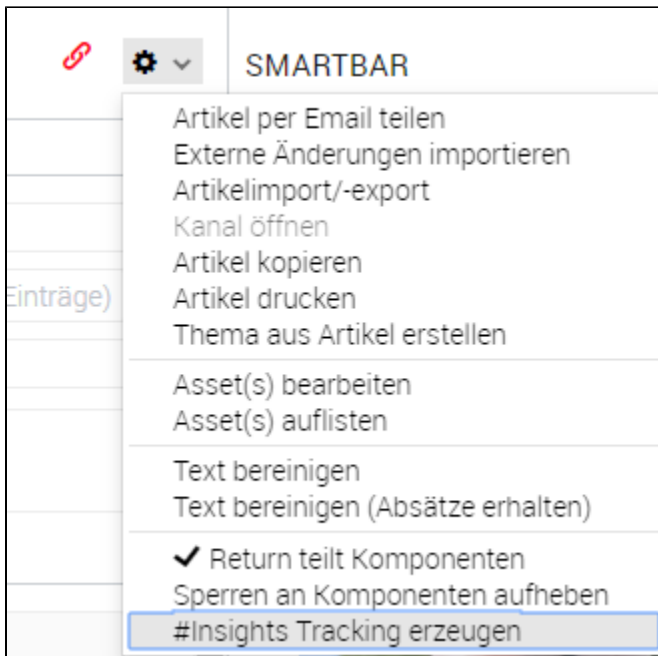 SMARTBAR
Artikel per Email teilen
Externe Änderungen importieren
Artikelimport/-export
Kanal öffnen
Artikel kopieren
Einträge)
Artikel drucken
Thema aus Artikel erstellen
Asset(s) bearbeiten
Asset(s) auflisten
Text bereinigen
Text bereinigen (Absätze erhalten)
Return teilt Komponenten
Sperren an Komponenten aufheben
#Insights Tracking erzeugen